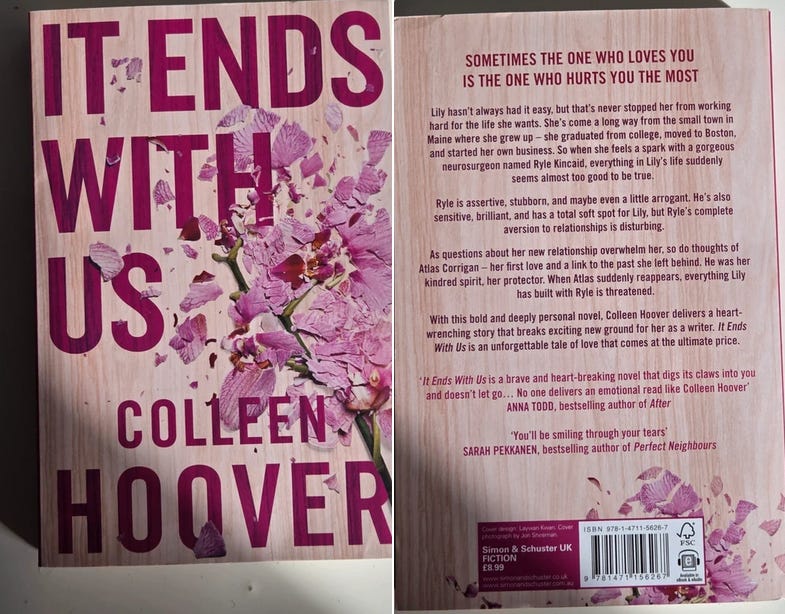 IT ENDS
WITH
US
COLLEEN
HOOVER
SOMETIMES THE ONE WHO LOVES YOU
IS THE ONE WHO HURTS YOU THE MOST
Lily hasn't always had it easy, but that's never stopped her from working
hard for the life she wants. She's come a long way from the small town in
Maine where she grew up – she graduated from college, moved to Boston,
and started her own business. So when she feels a spark with a gorgeous
neurosurgeon named Ryle Kincaid, everything in Lily's life suddenly
seems almost too good to be true.
Ryle is assertive, stubborn, and maybe even a little arrogant. He's also
sensitive, brilliant, and has a total soft spot for Lily, but Ryle's complete
aversion to relationships is disturbing.
As questions about her new relationship overwhelm her, so do thoughts of
Atlas Corrigan – her first love and a link to the past she left behind. He was her
kindred spirit, her protector. When Atlas suddenly reappears, everything Lily
has built with Ryle is threatened.
With this bold and deeply personal novel, Colleen Hoover delivers a heart-
wrenching story that breaks exciting new ground for her as a writer. It Ends
With Us is an unforgettable tale of love that comes at the ultimate price.
'It Ends With Us is a brave and heart-breaking novel that digs its claws into you
and doesn't let go… No one delivers an emotional read like Colleen Hoover'
ANNA TODD, bestselling author of After
'You'll be smiling through your tears'
SARAH PEKKANEN, bestselling author of Perfect Neighbours
Cover design: Laywan Kwan. Cover
photograph by Jon Shireman.
Simon & Schuster UK
FICTION
£8.99
www.simonandschuster.co.uk
www.simonandschuster.com.au
ISBN 978-1-4711-5626-7
9 781471 156267
FSC
e
Available in
eBook & eAudio